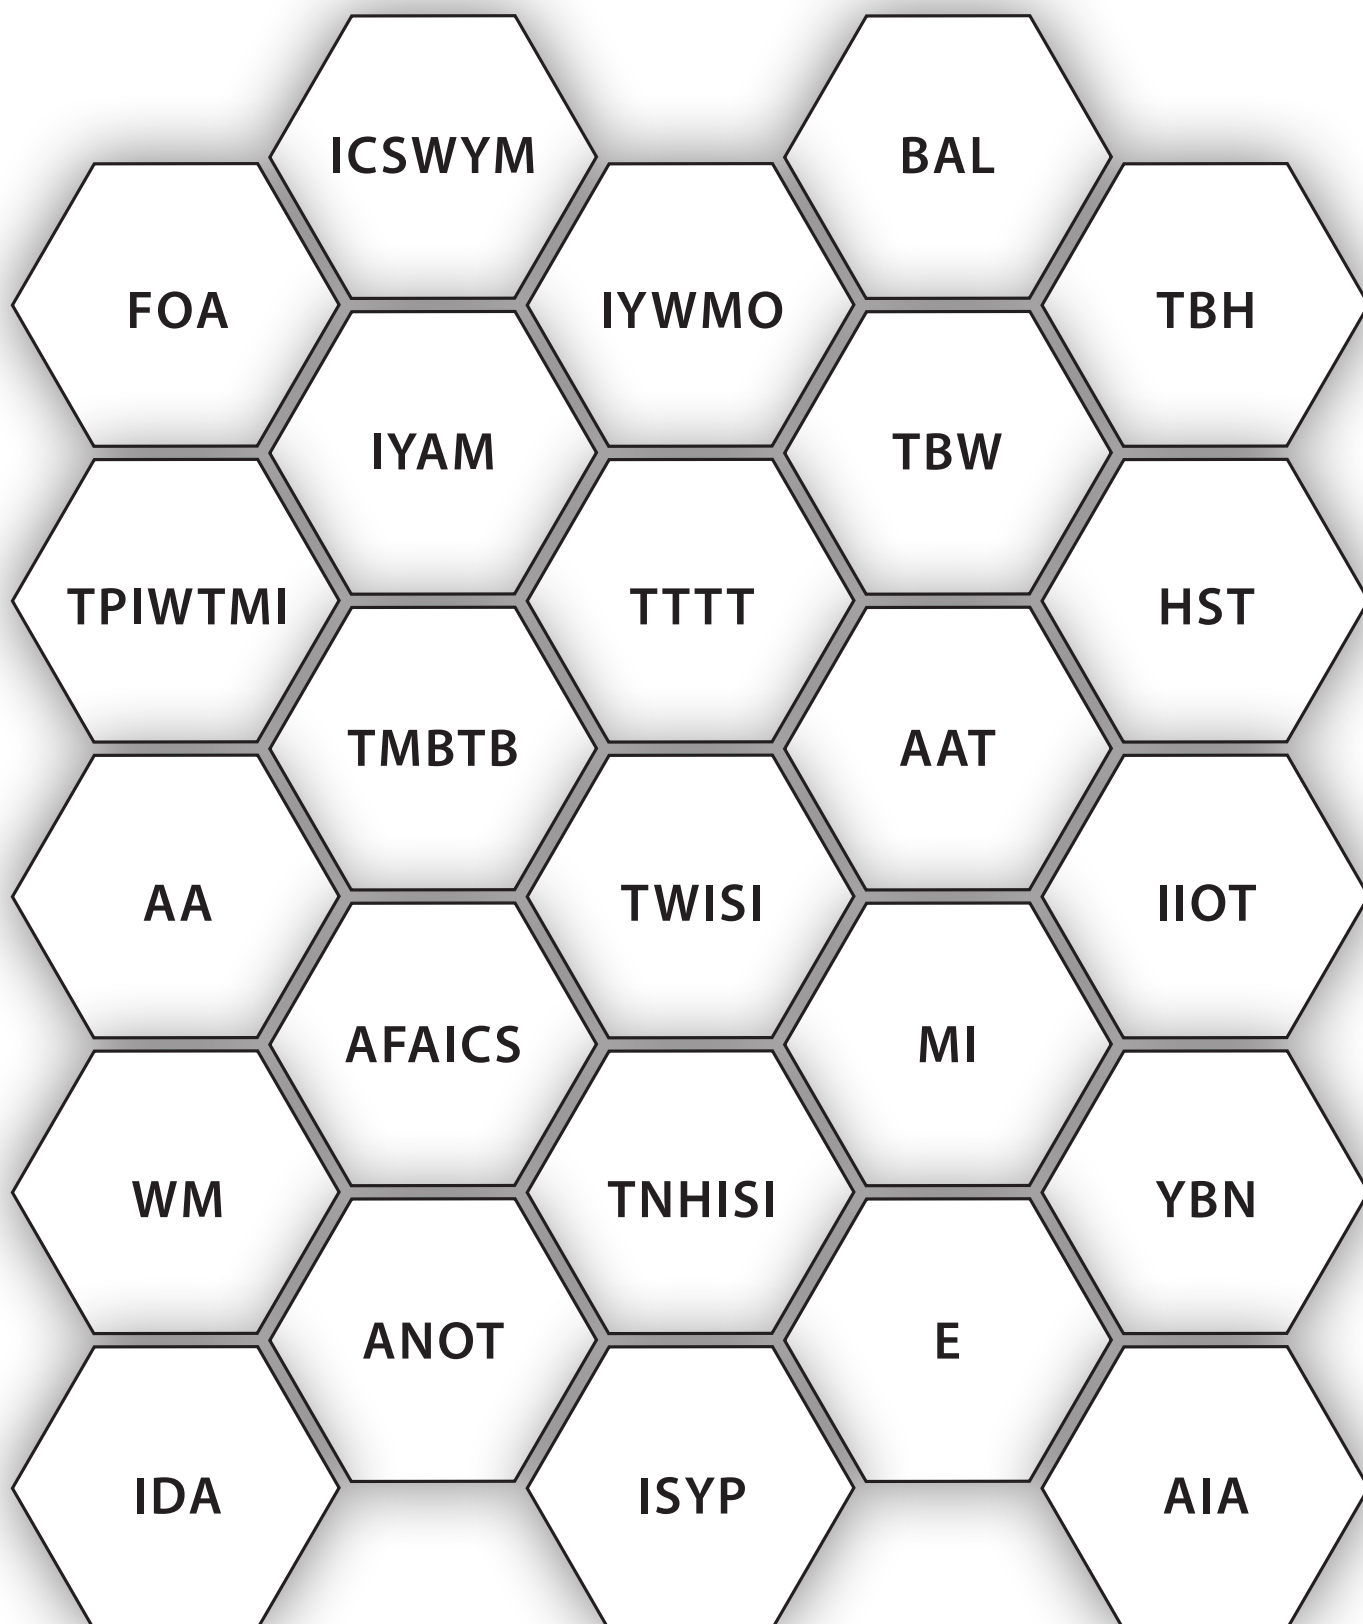 ICSWYM
BAL
FOA
IYWMO
TBH
IYAM
TBW
TPIWTMI
TTTT
HST
TMBTB
AAT
AA
TWISI
IIOT
AFAICS
MI
WM
TNHISI
YBN
ANOT
E
IDA
ISYP
AIA